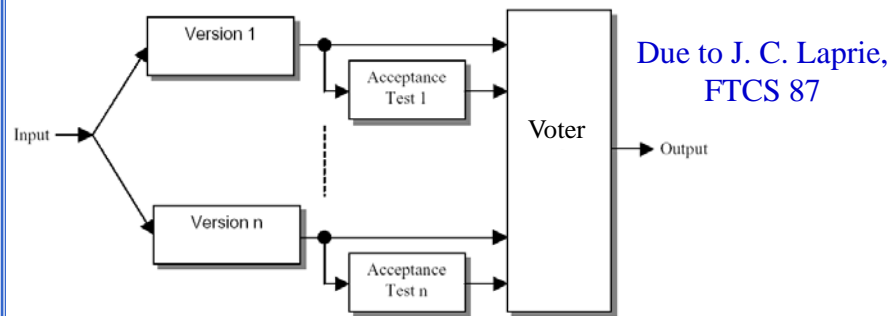 Version 1
Due to J. C. Laprie,
FTCS 87
Acceptance
Test 1
Input
Voter
Output
Version n
Acceptance
Test n